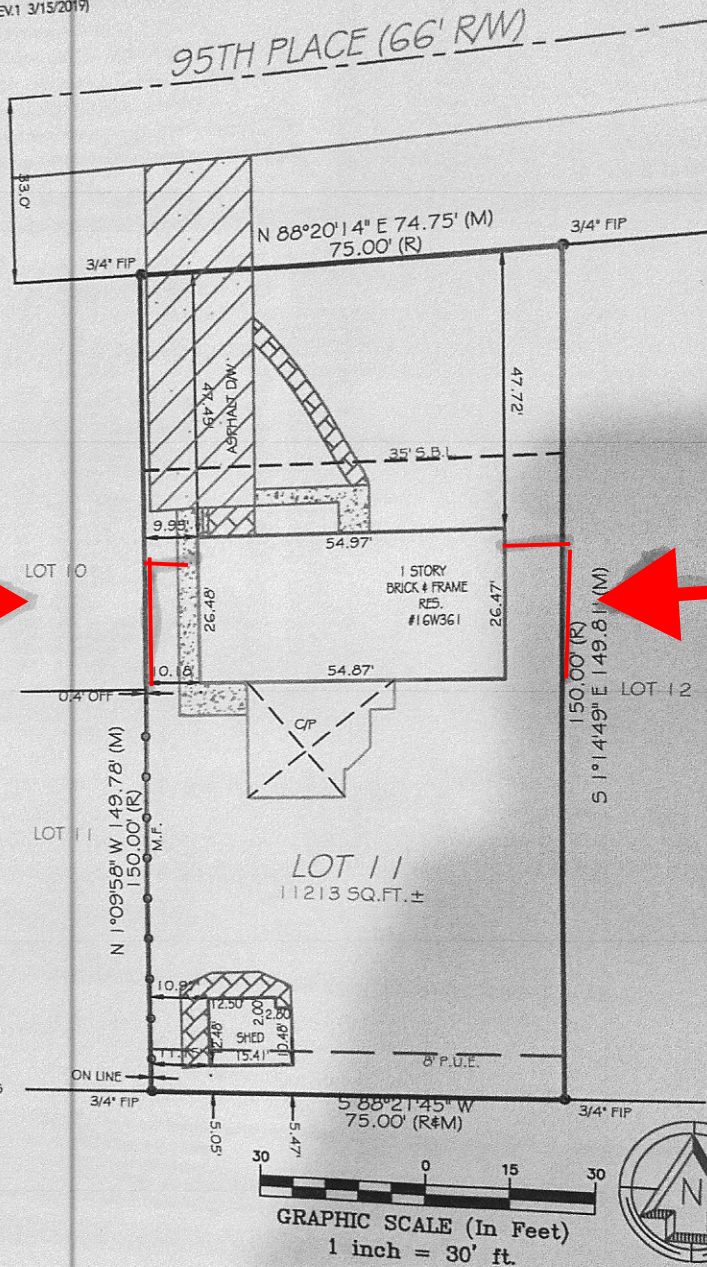 EV.1 3/15/2019)
95TH PLACE (66' R/W)
33.0'
N 88°20'14" E 74.75' (M)
75.00' (R)
3/4" FIP
3/4" FIP
47.45'
ASPHALT D/W
47.72'
35' S.B.L.
9.98'
54.97'
LOT 10
1 STORY
BRICK & FRAME
RES.
#16W361
26.48'
26.47'
10.18'
54.87'
0.4' OFF
C/P
150.00' (R)
S 1°14'49" E 149.81' (M)
LOT 12
N 1°09'58" W 149.78' (M)
150.00' (R)
M.F.
LOT 11
LOT 11
11213 SQ.FT.±
10.97'
12.50'
2.00'
2.80'
12.48'
SHED
10.48'
15.41'
8' P.U.E.
ON LINE
3/4" FIP
S 88°21'45" W
75.00' (R&M)
3/4" FIP
5.05'
5.47'
30 0 15 30
GRAPHIC SCALE (In Feet)
1 inch = 30' ft.
N